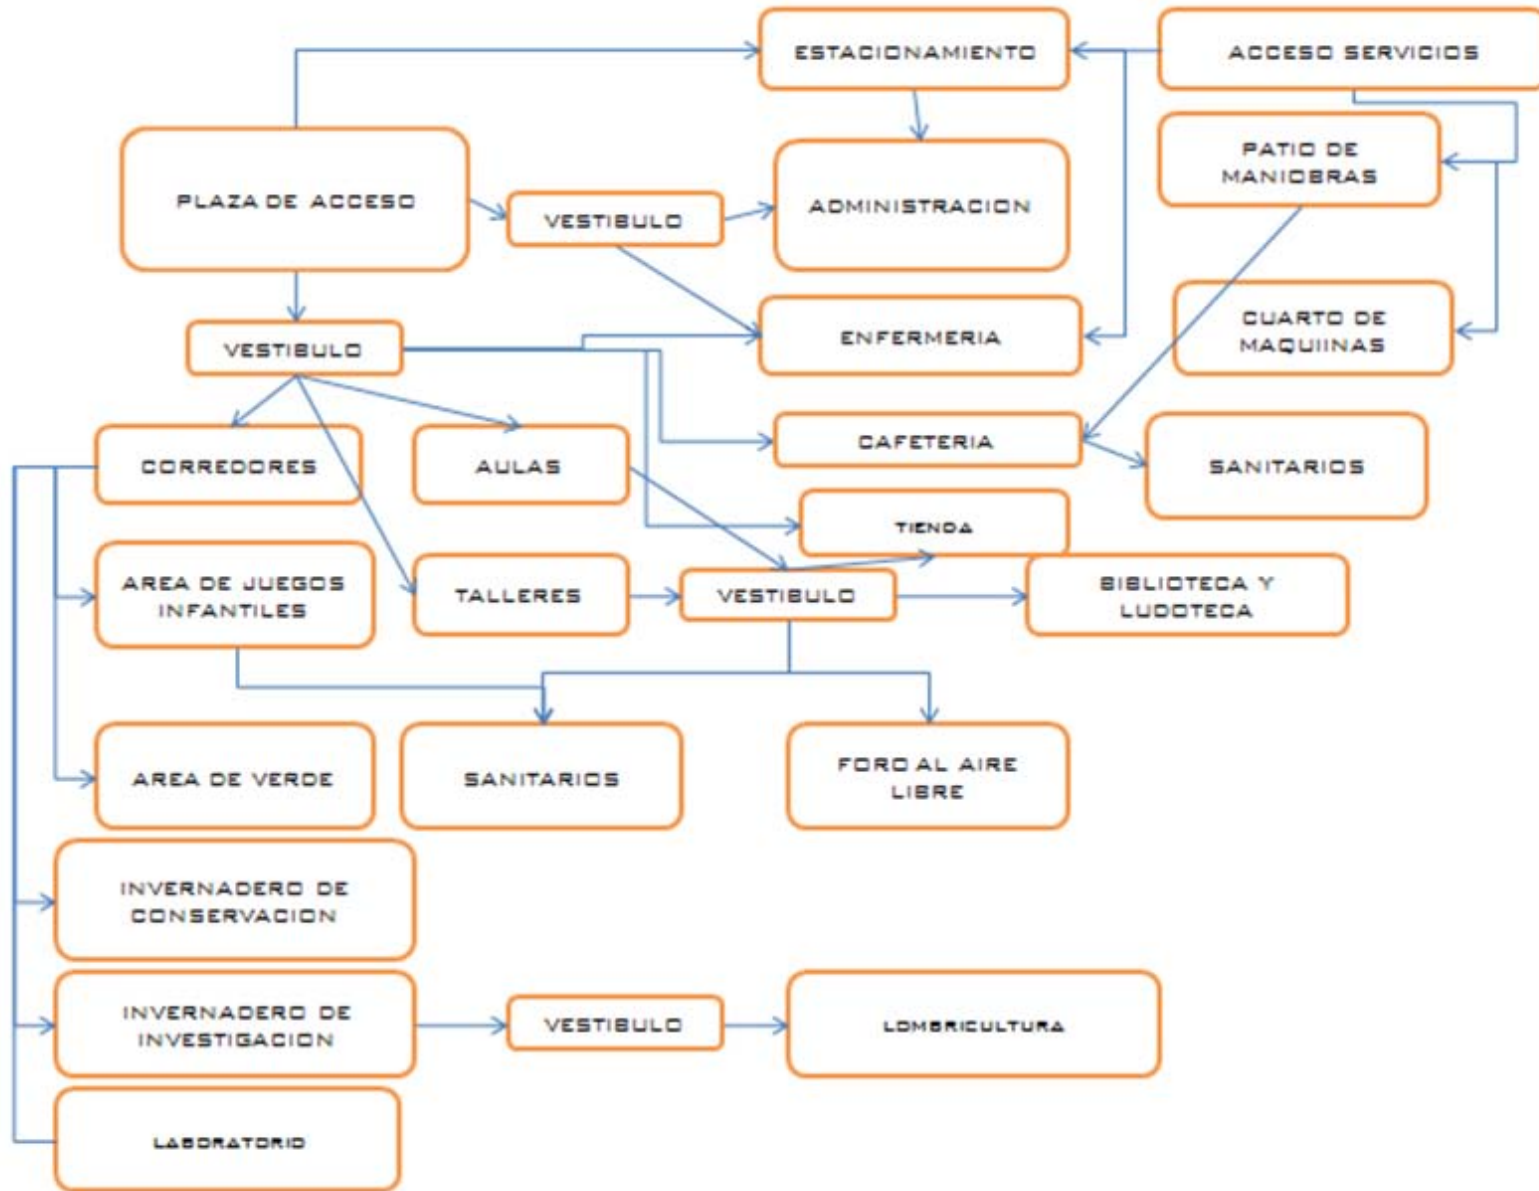 ESTACIONAMIENTO
ACCESO SERVICIOS
PATIO DE
MANIOBRAS
PLAZA DE ACCESO
VESTIBULO
ADMINISTRACION
ENFERMERIA
CUARTO DE
MAQUIINAS
VESTIBULO
CORREDORES
AULAS
CAFETERIA
SANITARIOS
TIENDA
AREA DE JUEGOS
INFANTILES
TALLERES
VESTIBULO
BIBLIOTECA Y
LUDOTECA
AREA DE VERDE
SANITARIOS
FORO AL AIRE
LIBRE
INVERNADERO DE
CONSERVACION
INVERNADERO DE
INVESTIGACION
VESTIBULO
LOMBRICULTURA
LABORATORIO